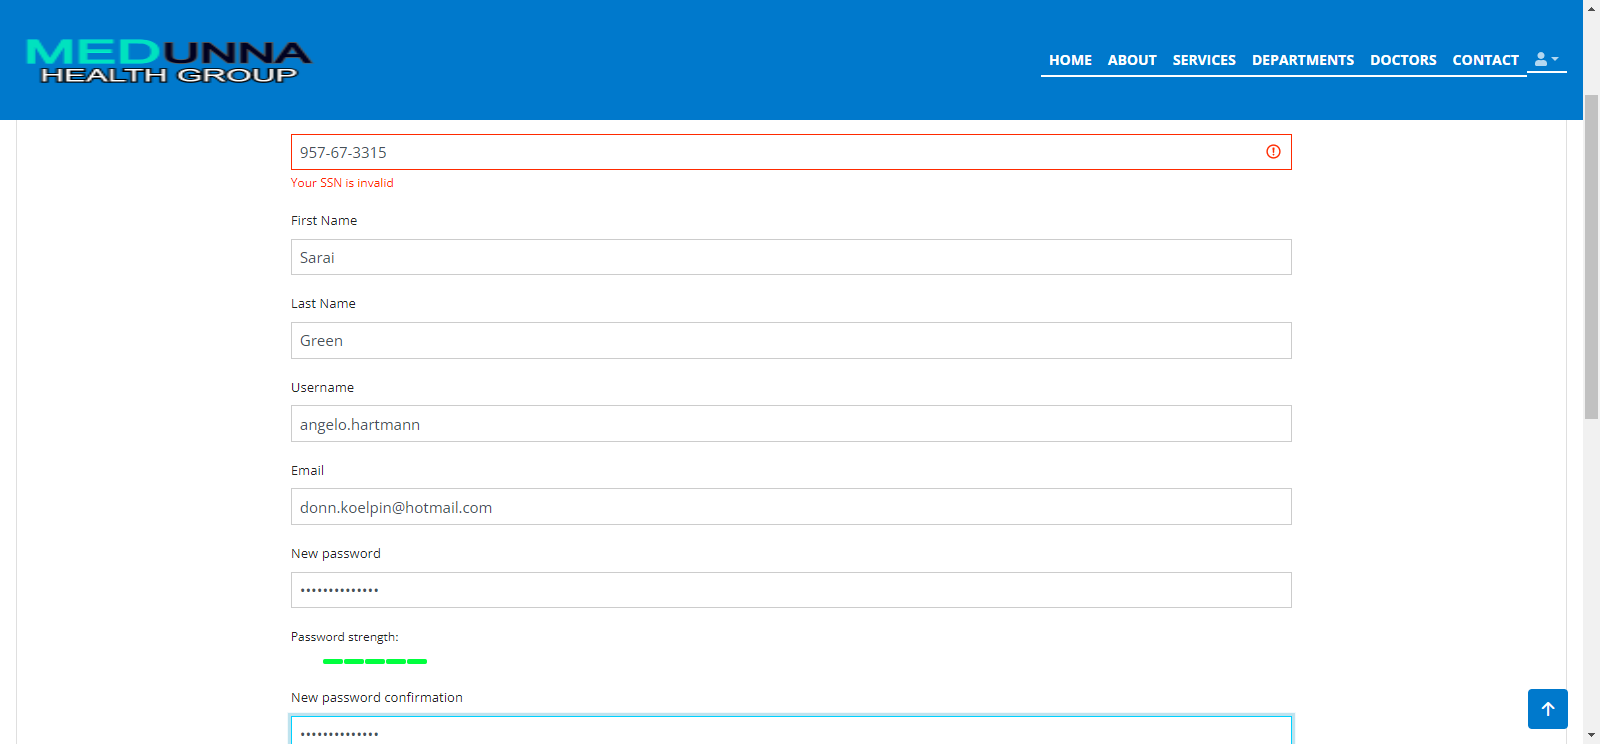 MEDUNNA
HEALTH GROUP
HOME ABOUT SERVICES DEPARTMENTS DOCTORS CONTACT
957-67-3315
Your SSN is invalid
First Name
Sarai
Last Name
Green
Username
angelo.hartmann
Email
donn.koelpin@hotmail.com
New password
••••••••••••••
Password strength:
New password confirmation
••••••••••••••